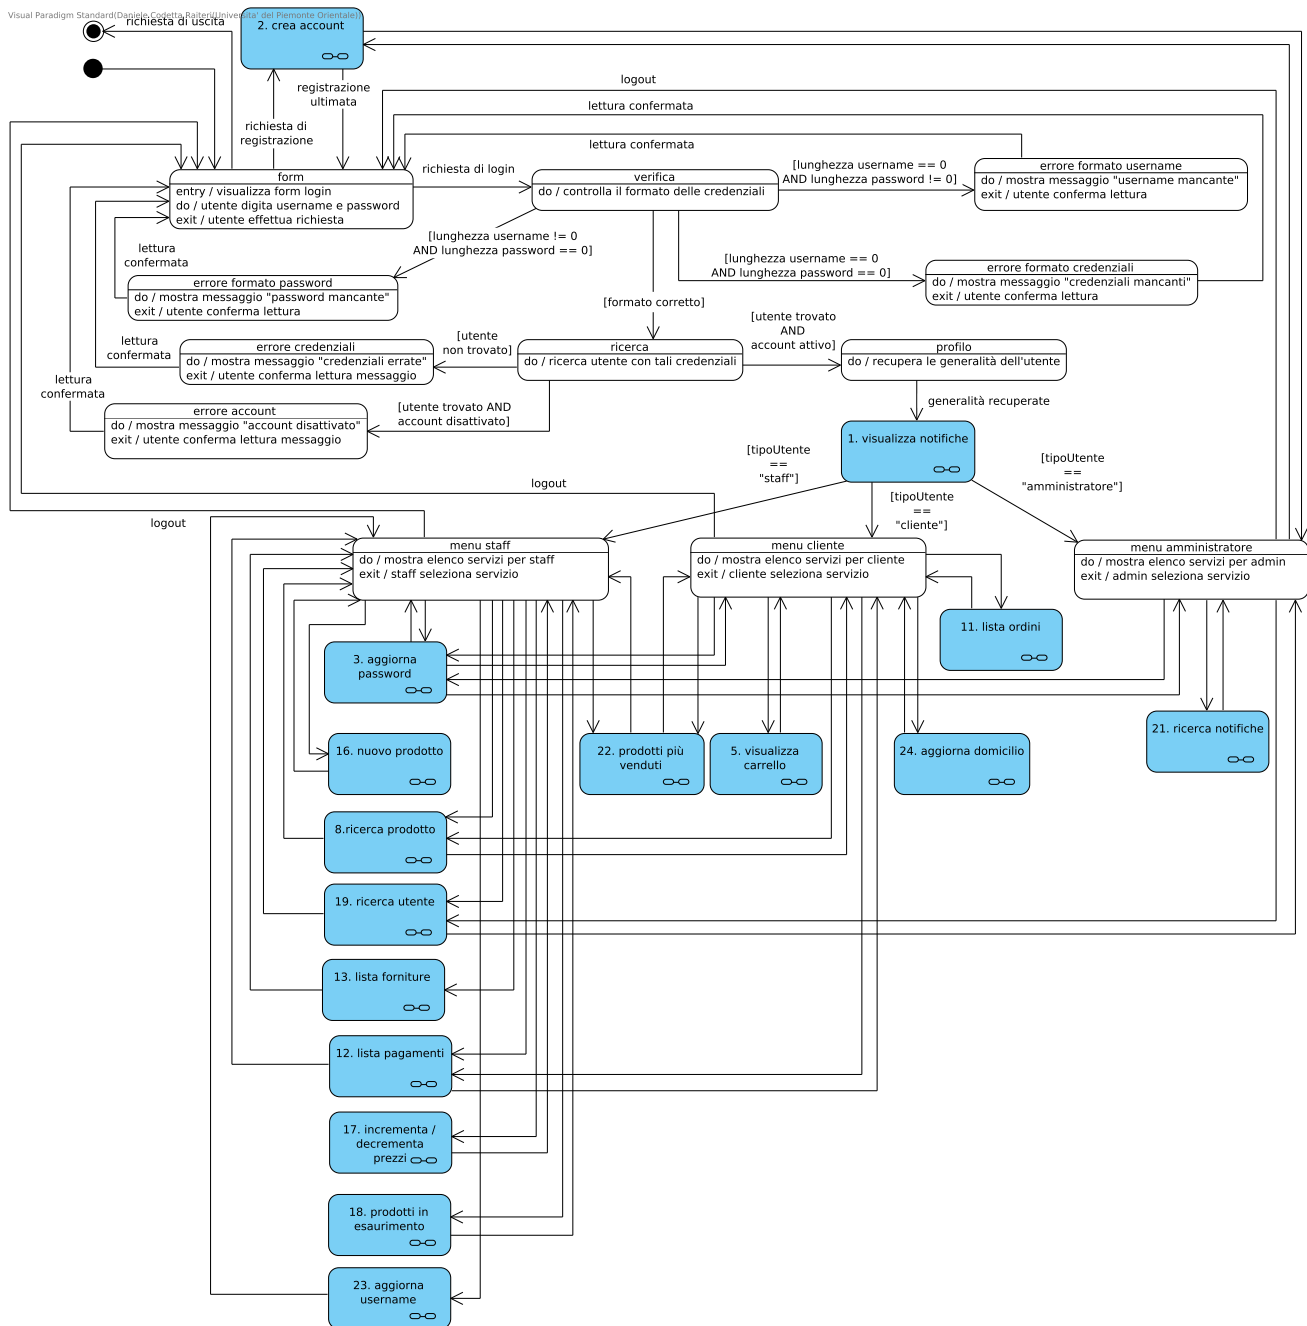 Visual Paradigm Standard(Daniele Codetta Raiteri(Universita' del Piemonte Orientale))
richiesta di uscita
2. crea account
registrazione
ultimata
richiesta di
registrazione
logout
lettura confermata
lettura confermata
form
entry / visualizza form login
do / utente digita username e password
exit / utente effettua richiesta
richiesta di login
verifica
do / controlla il formato delle credenziali
[lunghezza username == 0
AND lunghezza password != 0]
errore formato username
do / mostra messaggio "username mancante"
exit / utente conferma lettura
[lunghezza username != 0
AND lunghezza password == 0]
lettura
confermata
errore formato password
do / mostra messaggio "password mancante"
exit / utente conferma lettura
[lunghezza username == 0
AND lunghezza password == 0]
errore formato credenziali
do / mostra messaggio "credenziali mancanti"
exit / utente conferma lettura
[formato corretto]
[utente trovato
AND
account attivo]
lettura
confermata
errore credenziali
do / mostra messaggio "credenziali errate"
exit / utente conferma lettura messaggio
[utente
non trovato]
ricerca
do / ricerca utente con tali credenziali
profilo
do / recupera le generalità dell'utente
lettura
confermata
errore account
do / mostra messaggio "account disattivato"
exit / utente conferma lettura messaggio
[utente trovato AND
account disattivato]
generalità recuperate
1. visualizza notifiche
[tipoUtente
==
"staff"]
[tipoUtente
==
"cliente"]
[tipoUtente
==
"amministratore"]
logout
logout
menu staff
do / mostra elenco servizi per staff
exit / staff seleziona servizio
menu cliente
do / mostra elenco servizi per cliente
exit / cliente seleziona servizio
menu amministratore
do / mostra elenco servizi per admin
exit / admin seleziona servizio
11. lista ordini
3. aggiorna
password
16. nuovo prodotto
22. prodotti più
venduti
5. visualizza
carrello
24. aggiorna domicilio
21. ricerca notifiche
8.ricerca prodotto
19. ricerca utente
13. lista forniture
12. lista pagamenti
17. incrementa /
decrementa
prezzi
18. prodotti in
esaurimento
23. aggiorna
username